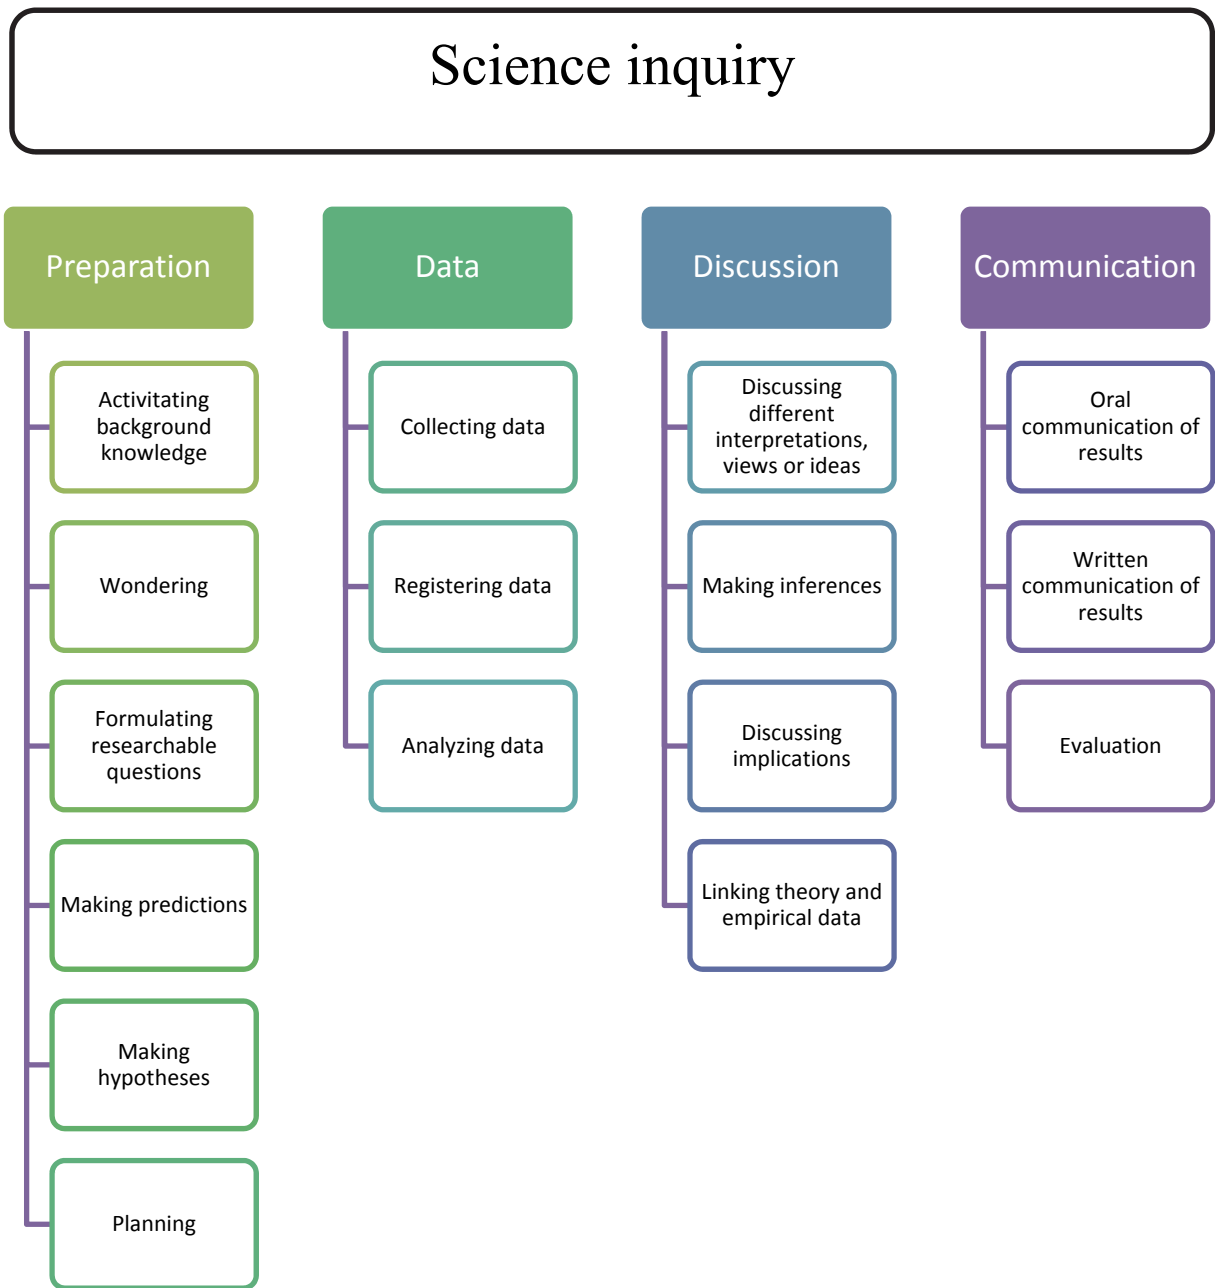 Science inquiry
Preparation
Activitating
background
knowledge
Wondering
Formulating
researchable
questions
Making predictions
Making
hypotheses
Planning
Data
Collecting data
Registering data
Analyzing data
Discussion
Discussing
different
interpretations,
views or ideas
Making inferences
Discussing
implications
Linking theory and
empirical data
Communication
Oral
communication of
results
Written
communication of
results
Evaluation